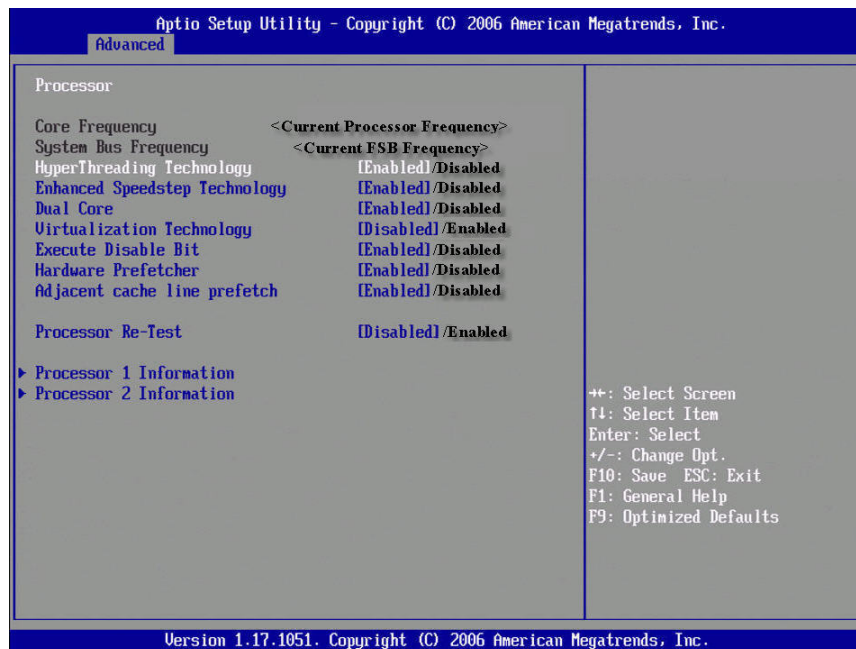 Aptio Setup Utility - Copyright (C) 2006 American Megatrends, Inc.
Advanced
Processor
Core Frequency <Current Processor Frequency>
System Bus Frequency <Current FSB Frequency>
HyperThreading Technology [Enabled]/Disabled
Enhanced Speedstep Technology [Enabled]/Disabled
Dual Core [Enabled]/Disabled
Virtualization Technology [Disabled]/Enabled
Execute Disable Bit [Enabled]/Disabled
Hardware Prefetcher [Enabled]/Disabled
Adjacent cache line prefetch [Enabled]/Disabled
Processor Re-Test [Disabled]/Enabled
Processor 1 Information
Processor 2 Information
→←: Select Screen
↑↓: Select Item
Enter: Select
+/-: Change Opt.
F10: Save ESC: Exit
F1: General Help
F9: Optimized Defaults
Version 1.17.1051. Copyright (C) 2006 American Megatrends, Inc.